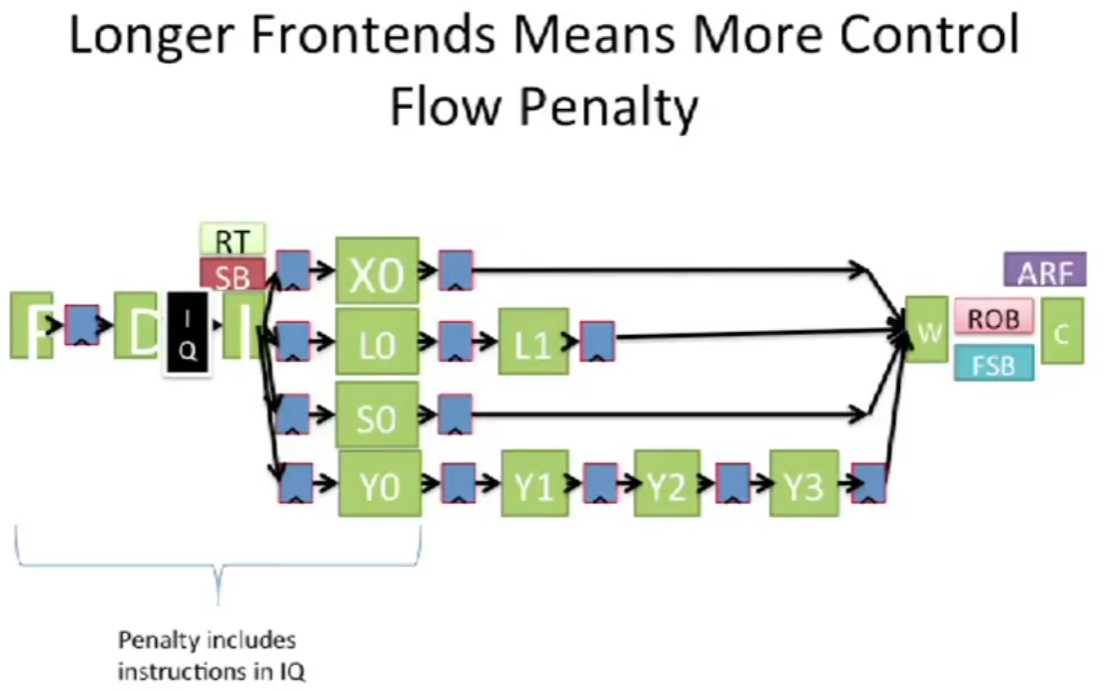 Longer Frontends Means More Control
Flow Penalty
RT
SB
F
D
I
Q
I
X0
L0
L1
S0
Y0
Y1
Y2
Y3
W
ROB
FSB
ARF
C
Penalty includes
instructions in IQ